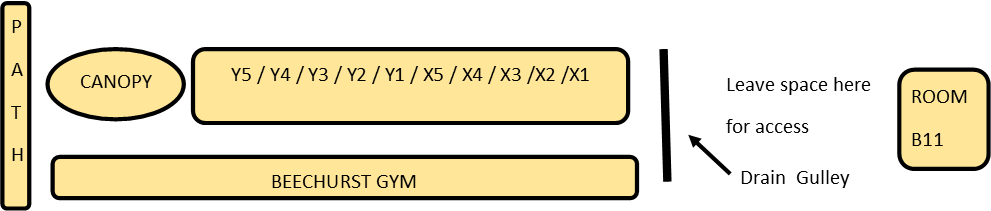 PATH
CANOPY
Y5 / Y4 / Y3 / Y2 / Y1 / X5 / X4 / X3 /X2 /X1
BEECHURST GYM
Leave space here
for access
Drain Gulley
ROOM
B11